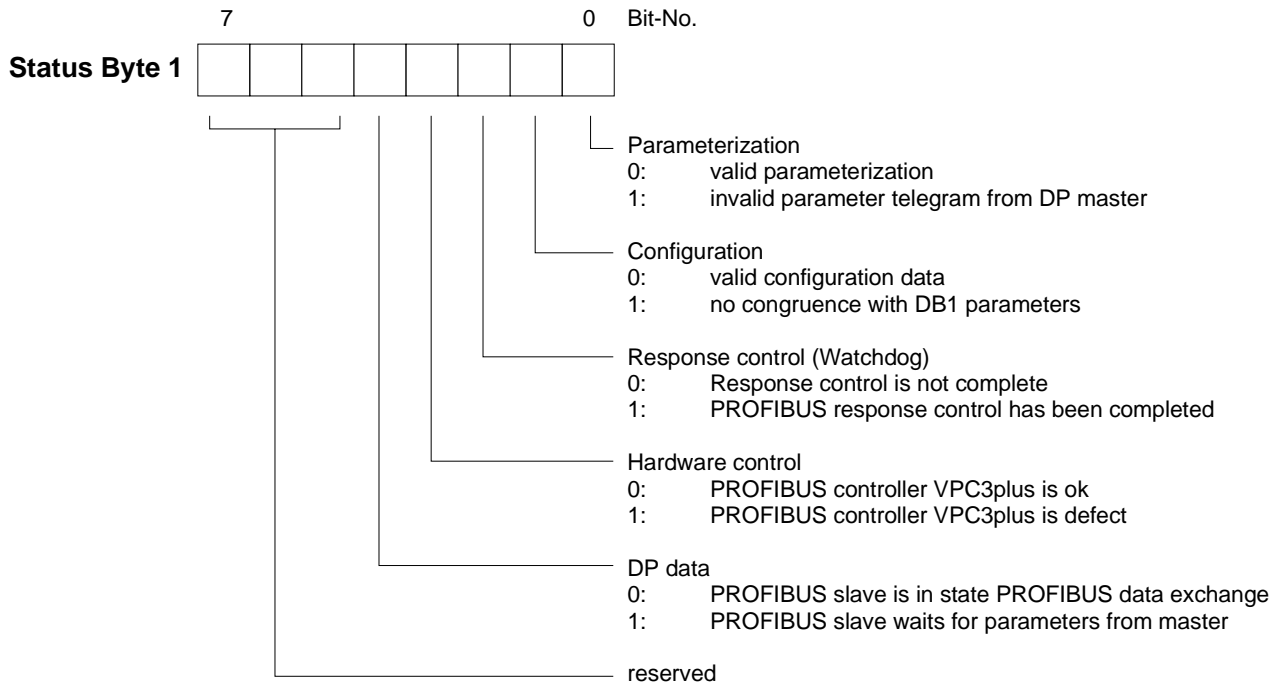 7 0 Bit-No.
Status Byte 1
Parameterization
0: valid parameterization
1: invalid parameter telegram from DP master
Configuration
0: valid configuration data
1: no congruence with DB1 parameters
Response control (Watchdog)
0: Response control is not complete
1: PROFIBUS response control has been completed
Hardware control
0: PROFIBUS controller VPC3plus is ok
1: PROFIBUS controller VPC3plus is defect
DP data
0: PROFIBUS slave is in state PROFIBUS data exchange
1: PROFIBUS slave waits for parameters from master
reserved